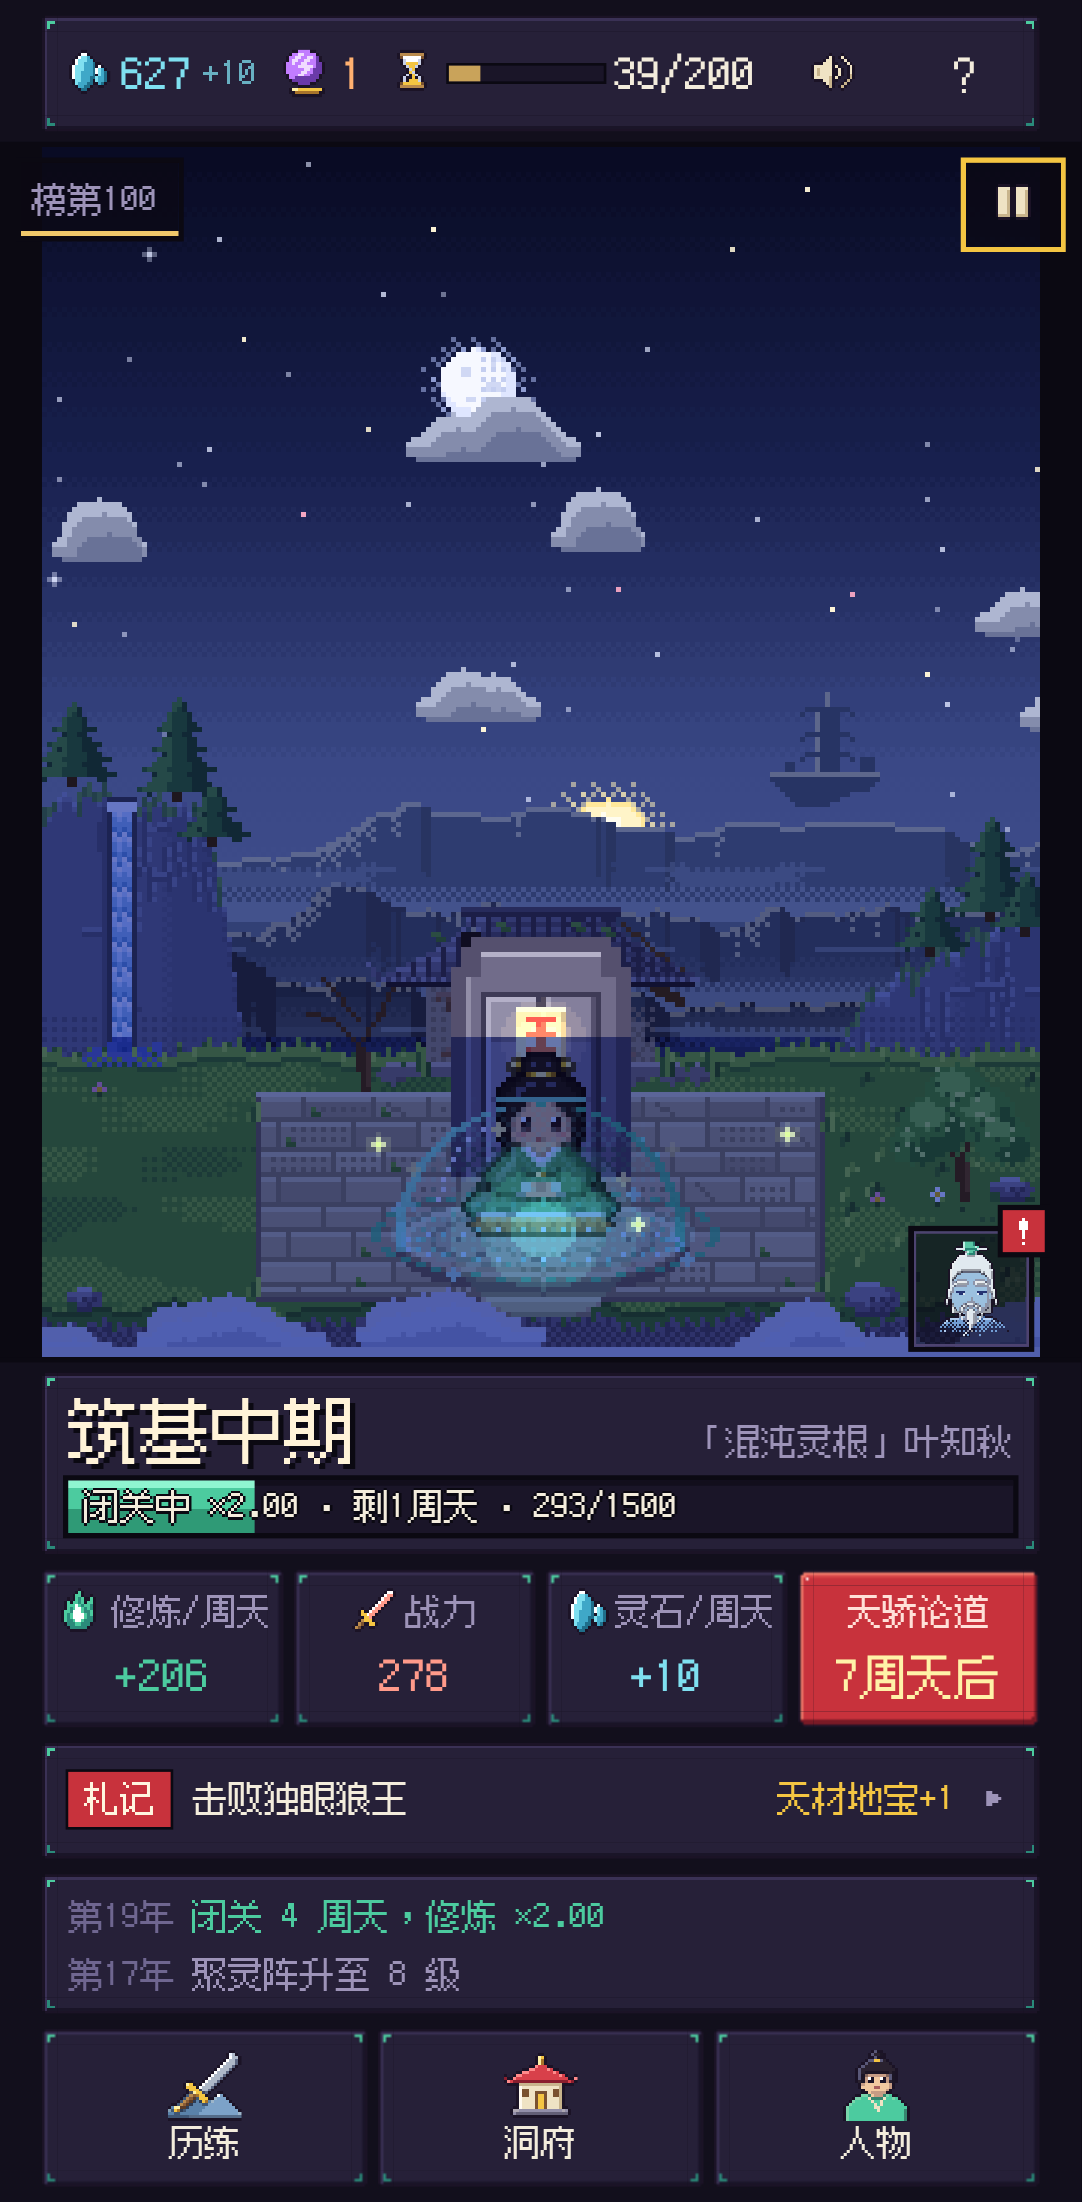 627 +10 1 39/200 ?
榜第100
筑基中期
「混沌灵根」叶知秋
闭关中 ×2.00 · 剩1周天 · 293/1500
修炼/周天 战力 灵石/周天 天骄论道
+206 278 +10 7周天后
札记 击败独眼狼王 天材地宝+1
第19年 闭关 4 周天，修炼 ×2.00
第17年 聚灵阵升至 8 级
历练 洞府 人物